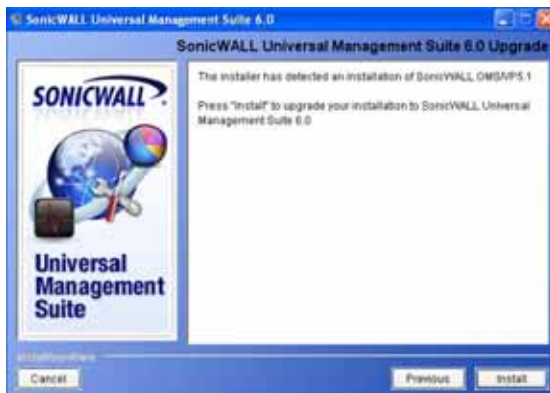 SonicWALL Universal Management Suite 6.0
SonicWALL Universal Management Suite 6.0 Upgrade
SONICWALL
Universal
Management
Suite
The installer has detected an installation of SonicWALL GMS/VP5.1
Press "Install" to upgrade your installation to SonicWALL Universal
Management Suite 6.0
InstallAnywhere
Cancel
Previous
Install